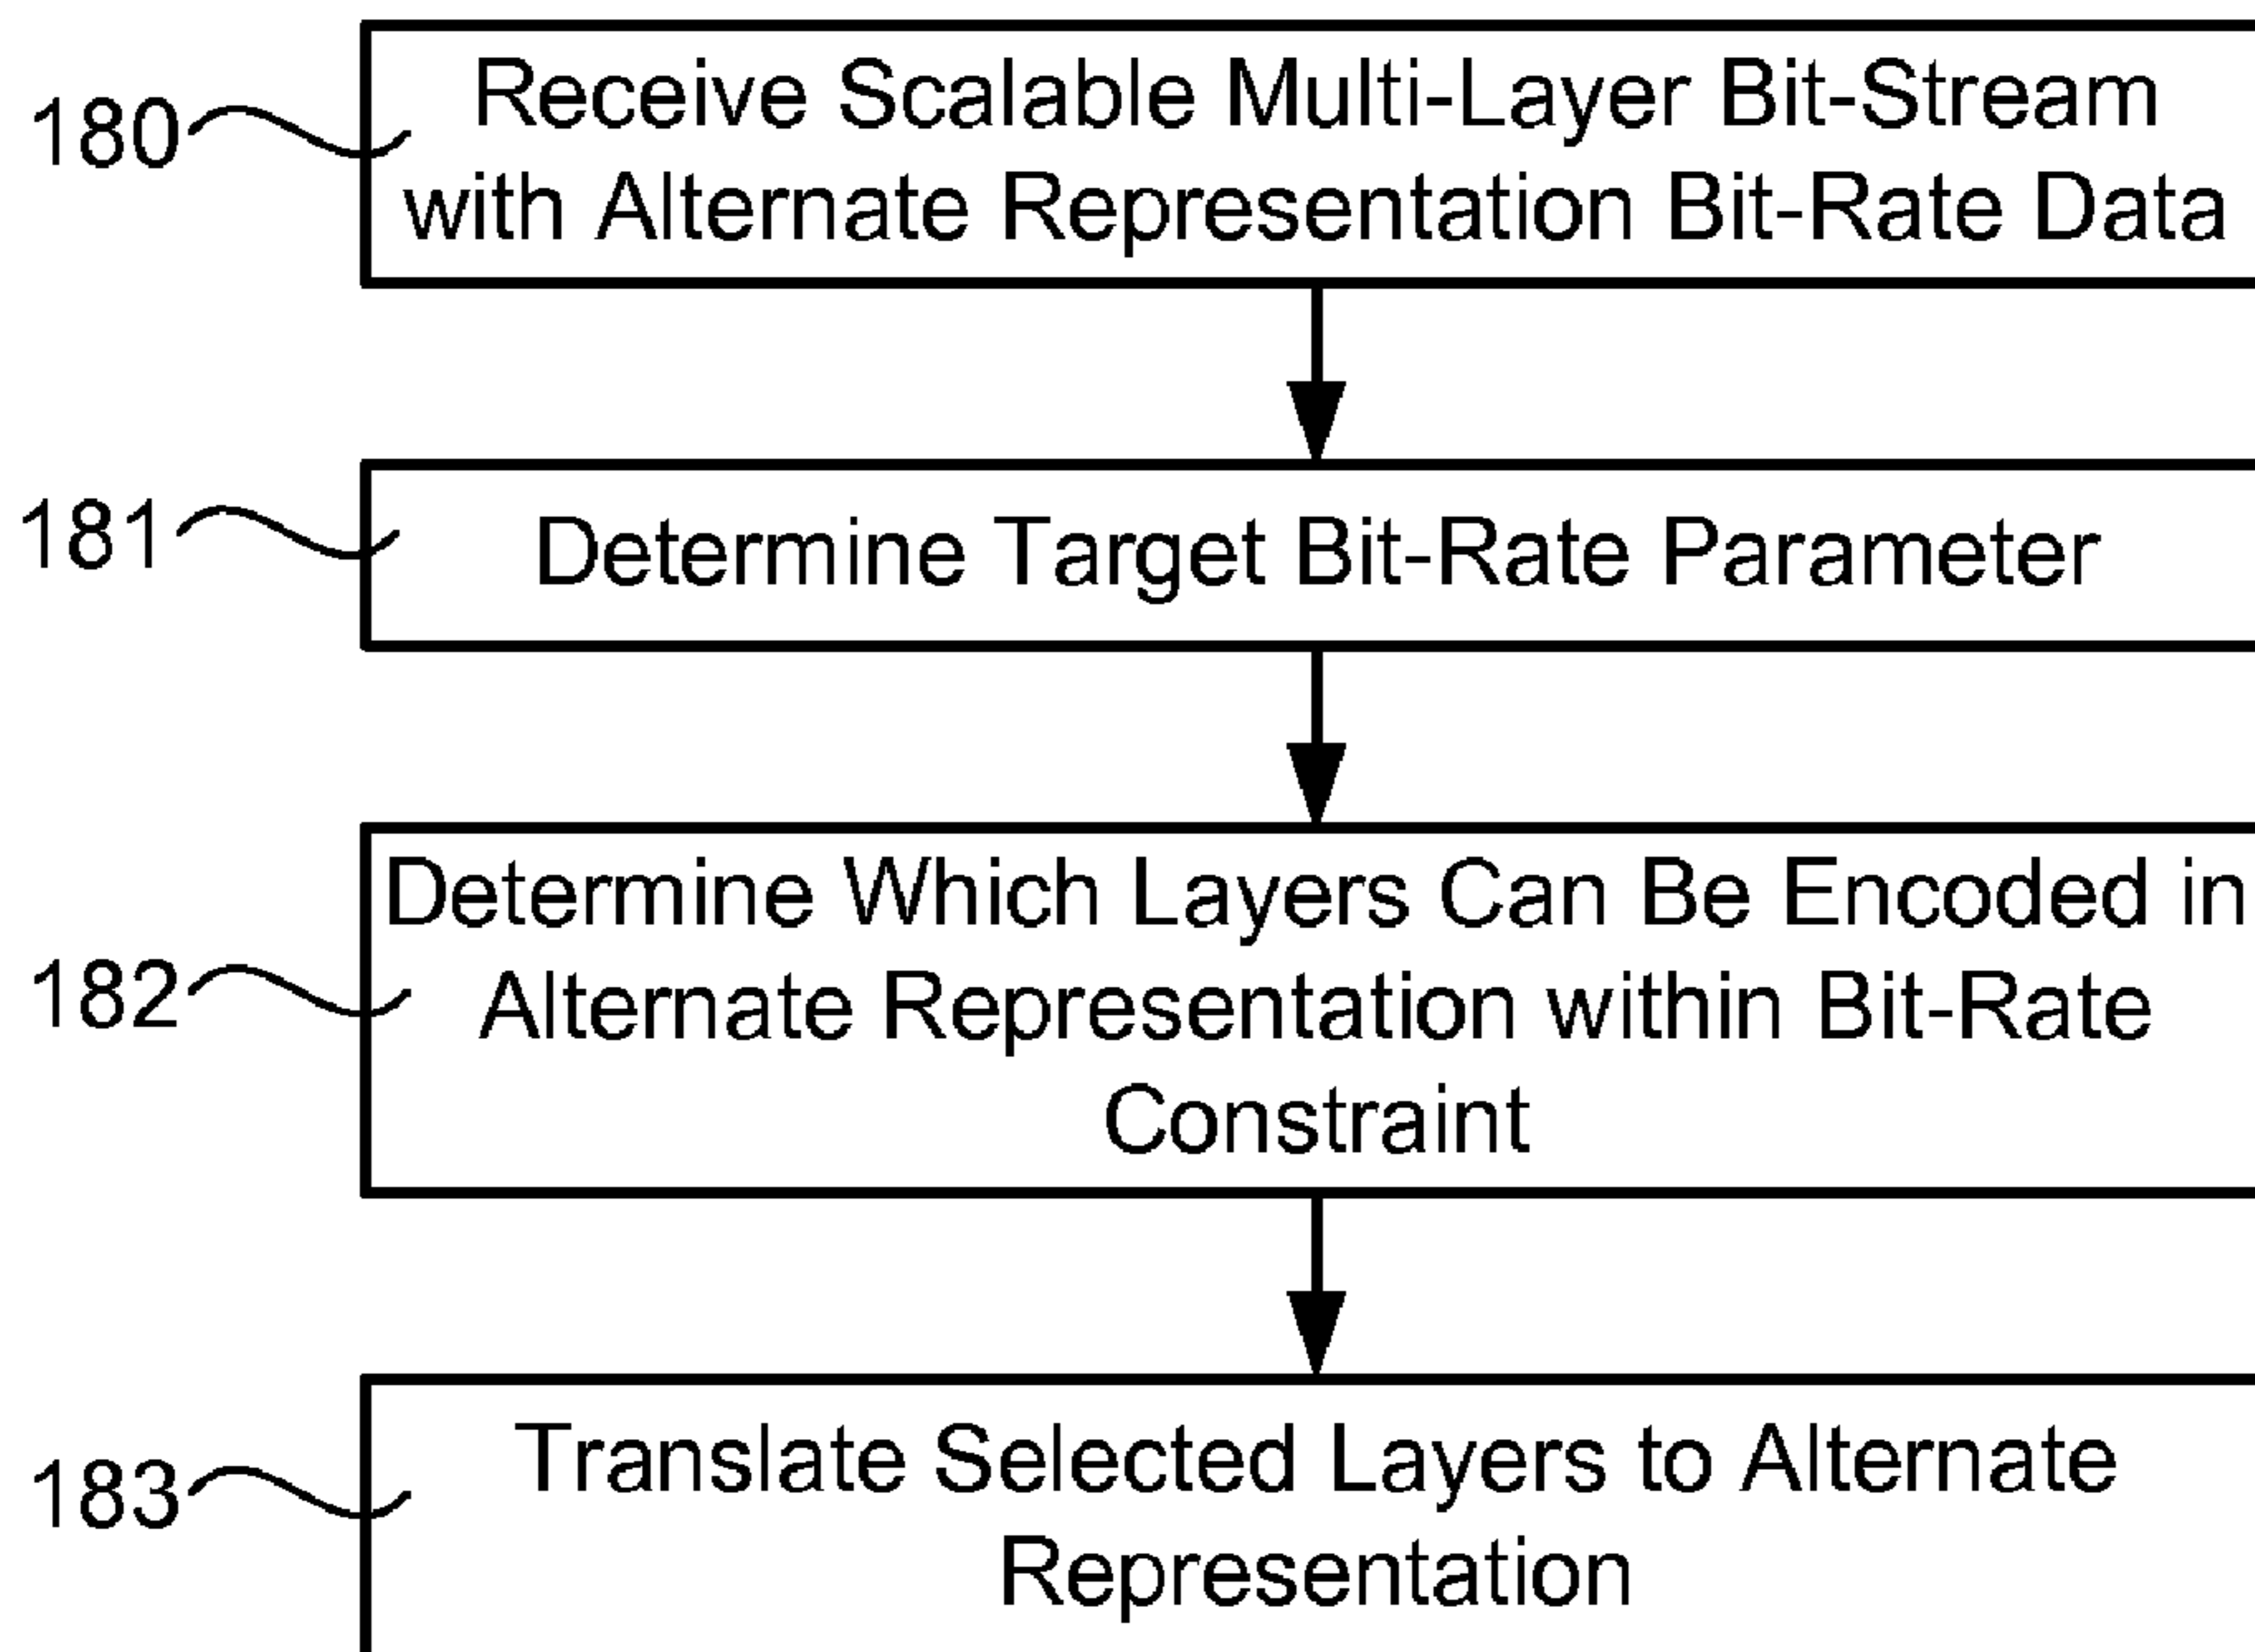 180
Receive Scalable Multi-Layer Bit-Stream
with Alternate Representation Bit-Rate Data
181
Determine Target Bit-Rate Parameter
182
Determine Which Layers Can Be Encoded in
Alternate Representation within Bit-Rate
Constraint
183
Translate Selected Layers to Alternate
Representation